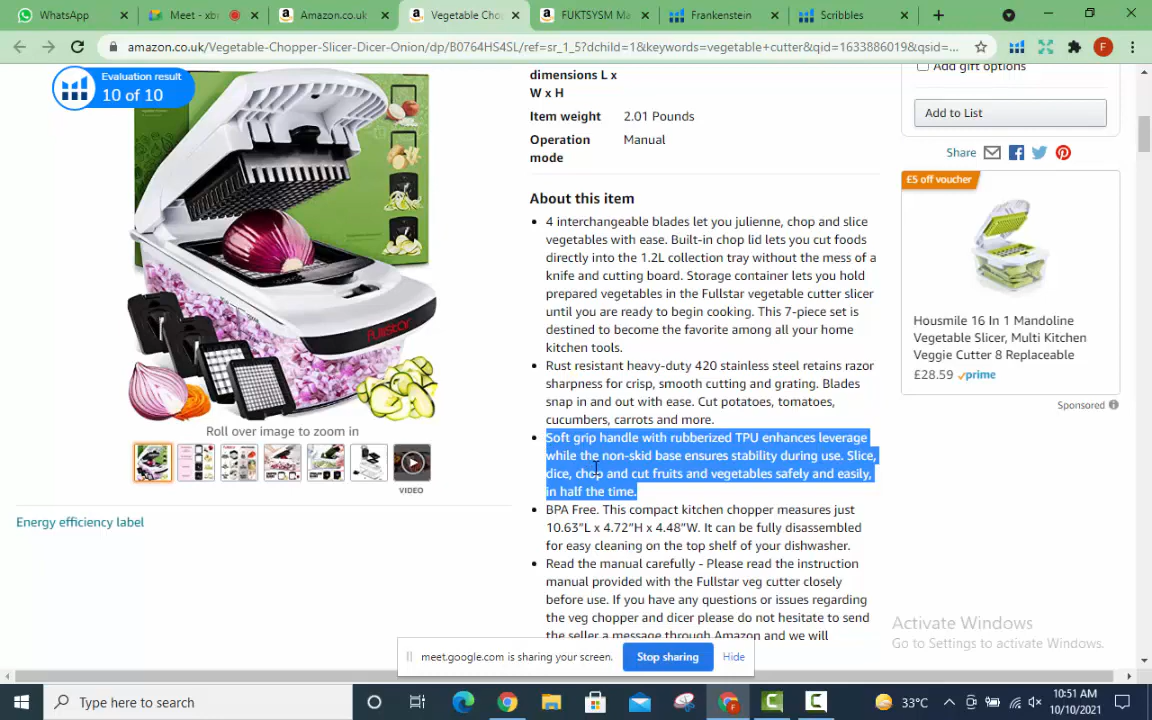 WhatsApp
Meet - xb
Amazon.co.uk
Vegetable Cho
FUKTSYSM Ma
Frankenstein
Scribbles
amazon.co.uk/Vegetable-Chopper-Slicer-Dicer-Onion/dp/B0764HS4SL/ref=sr_1_5?dchild=1&keywords=vegetable+cutter&qid=1633886019&qsid=...
F
Evaluation result
10 of 10
fullstar
Roll over image to zoom in
VIDEO
Energy efficiency label
dimensions L x
W x H
Item weight 2.01 Pounds
Operation Manual
mode
About this item
4 interchangeable blades let you julienne, chop and slice
vegetables with ease. Built-in chop lid lets you cut foods
directly into the 1.2L collection tray without the mess of a
knife and cutting board. Storage container lets you hold
prepared vegetables in the Fullstar vegetable cutter slicer
until you are ready to begin cooking. This 7-piece set is
destined to become the favorite among all your home
kitchen tools.
Rust resistant heavy-duty 420 stainless steel retains razor
sharpness for crisp, smooth cutting and grating. Blades
snap in and out with ease. Cut potatoes, tomatoes,
cucumbers, carrots and more.
Soft grip handle with rubberized TPU enhances leverage
while the non-skid base ensures stability during use. Slice,
dice, chop and cut fruits and vegetables safely and easily,
in half the time.
BPA Free. This compact kitchen chopper measures just
10.63”L x 4.72”H x 4.48”W. It can be fully disassembled
for easy cleaning on the top shelf of your dishwasher.
Read the manual carefully - Please read the instruction
manual provided with the Fullstar veg cutter closely
before use. If you have any questions or issues regarding
the veg chopper and dicer please do not hesitate to send
the seller a message through Amazon and we will
Add gift options
Add to List
Share
£5 off voucher
Housmile 16 In 1 Mandoline
Vegetable Slicer, Multi Kitchen
Veggie Cutter 8 Replaceable
£28.59 prime
Sponsored
Activate Windows
Go to Settings to activate Windows.
meet.google.com is sharing your screen.
Stop sharing
Hide
Type here to search
33°C
10:51 AM
10/10/2021